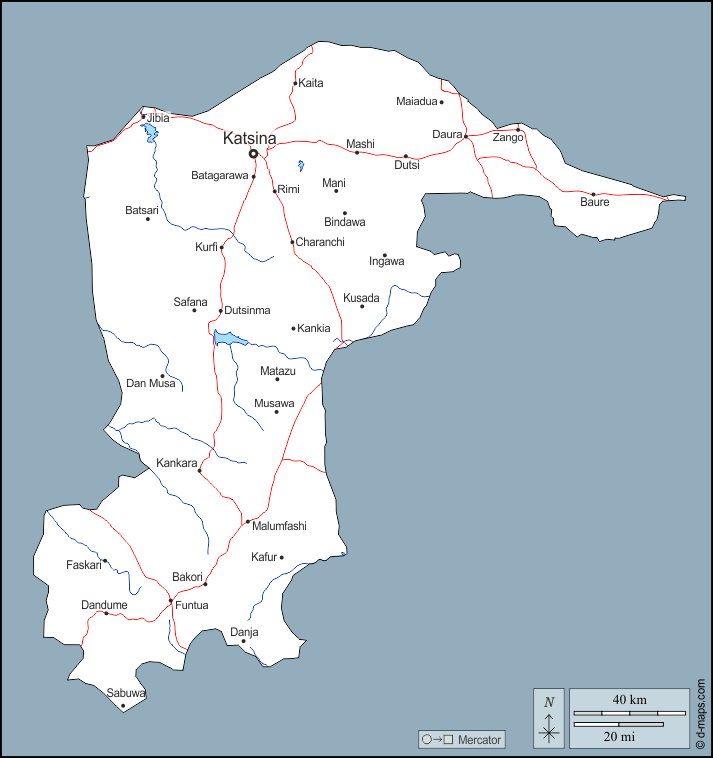 Kaita
Maiadua
Jibia
Daura
Zango
Katsina
Mashi
Dutsi
Batagarawa
Rimi
Mani
Baure
Batsari
Bindawa
Kurfi
Charanchi
Ingawa
Safana
Dutsinma
Kusada
Kankia
Matazu
Dan Musa
Musawa
Kankara
Malumfashi
Kafur
Faskari
Bakori
Dandume
Funtua
Danja
Sabuwa
Mercator
N
40 km
20 mi
© d-maps.com